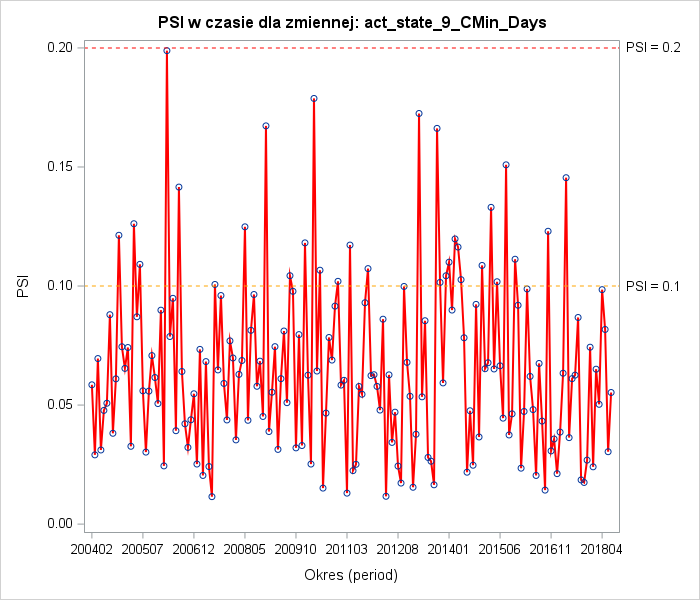 PSI w czasie dla zmiennej: act_state_9_CMin_Days
0.20
PSI = 0.2
0.15
PSI
0.10
PSI = 0.1
0.05
0.00
200402 200507 200612 200805 200910 201103 201208 201401 201506 201611 201804
Okres (period)